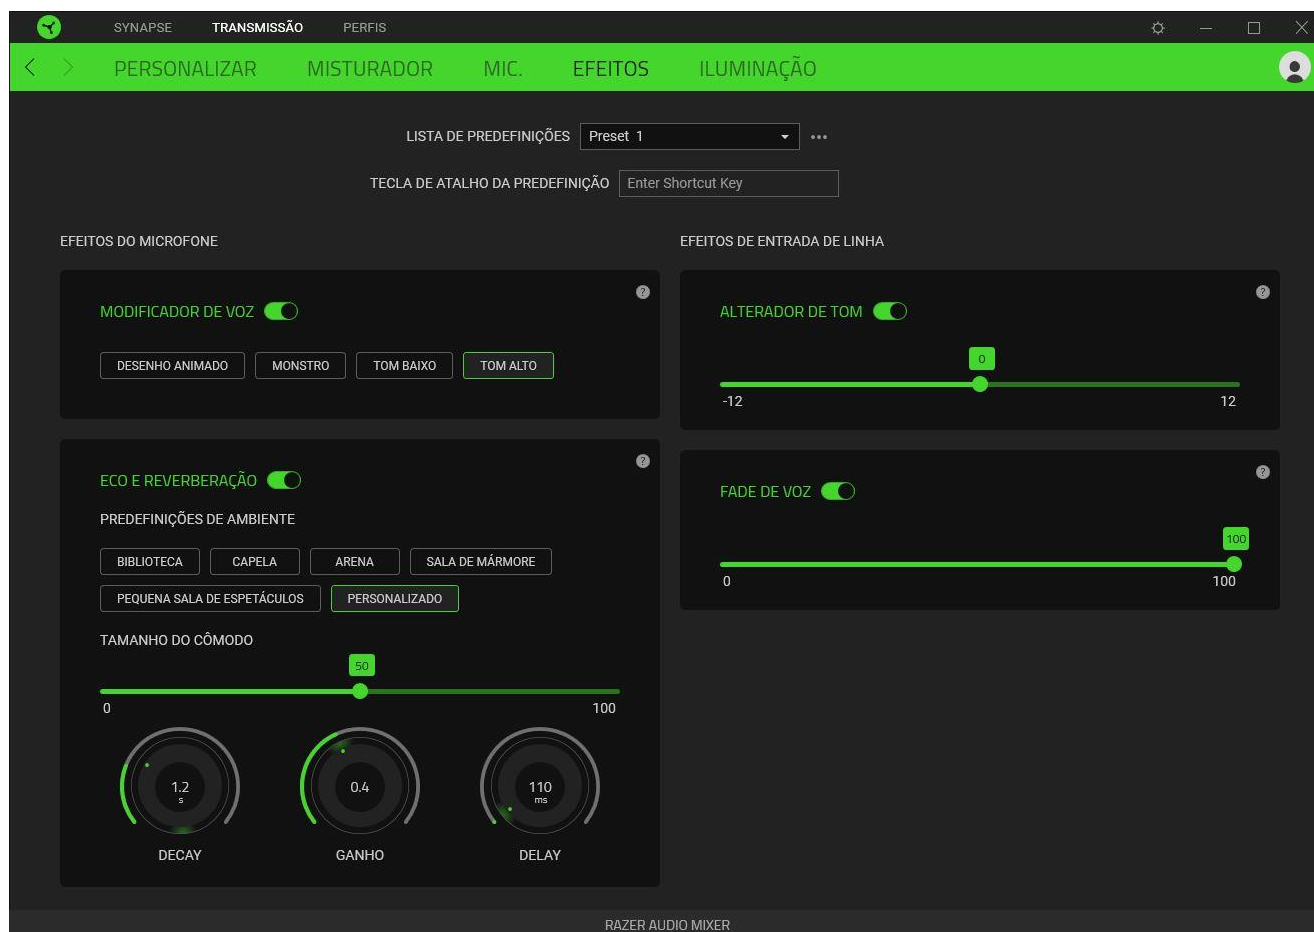 SYNAPSE TRANSMISSÃO PERFIS
PERSONALIZAR MISTURADOR MIC. EFEITOS ILUMINAÇÃO
LISTA DE PREDEFINIÇÕES Preset 1
TECLA DE ATALHO DA PREDEFINIÇÃO Enter Shortcut Key
EFEITOS DO MICROFONE
?
MODIFICADOR DE VOZ
DESENHO ANIMADO MONSTRO TOM BAIXO TOM ALTO
?
ECO E REVERBERAÇÃO
PREDEFINIÇÕES DE AMBIENTE
BIBLIOTECA CAPELA ARENA SALA DE MÁRMORE
PEQUENA SALA DE ESPETÁCULOS PERSONALIZADO
TAMANHO DO CÔMODO
50
0 100
1.2 0.4 110
s ms
DECAY GANHO DELAY
EFEITOS DE ENTRADA DE LINHA
?
ALTERADOR DE TOM
0
-12 12
?
FADE DE VOZ
100
0 100
RAZER AUDIO MIXER